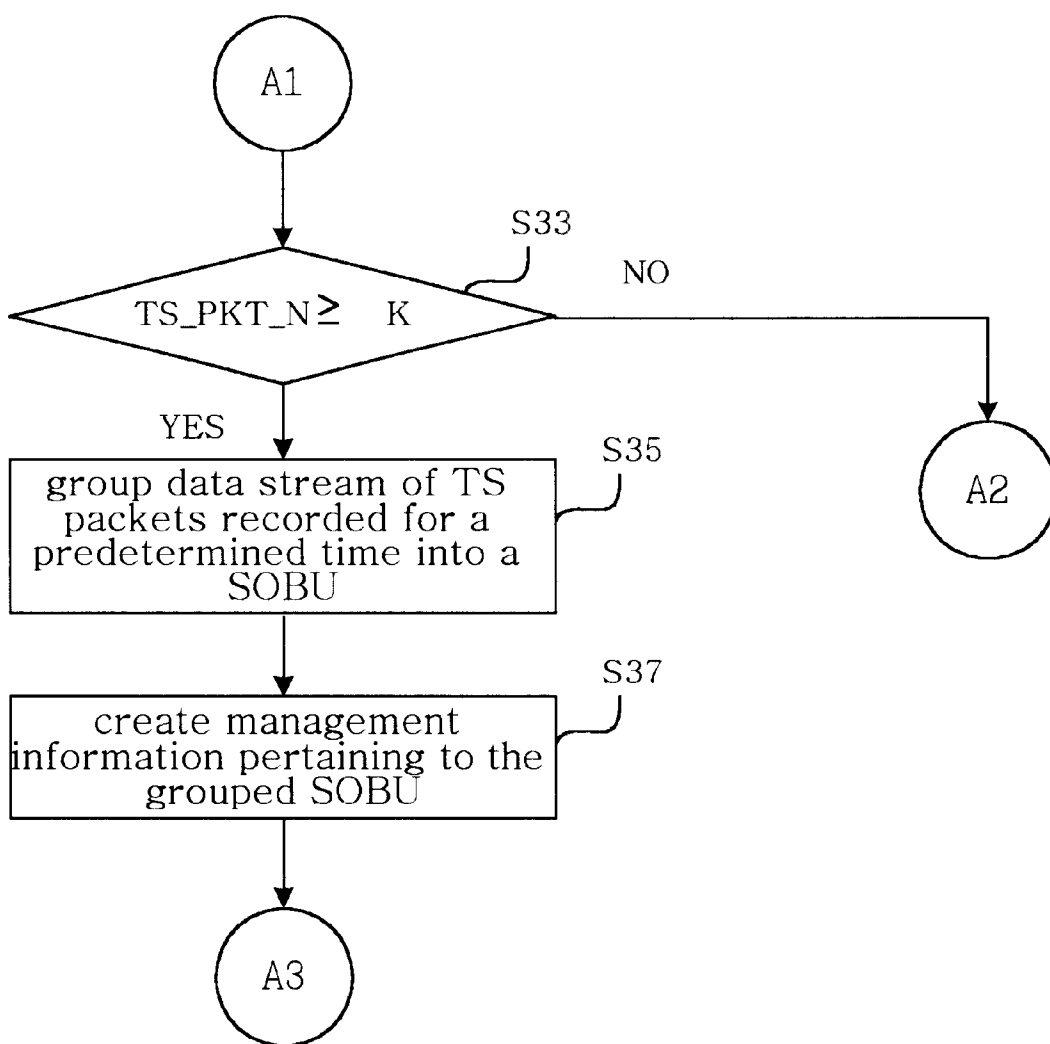 A1
S33
NO
TS_PKT_N ≥ K
YES
S35
group data stream of TS
packets recorded for a
predetermined time into a
SOBU
A2
S37
create management
information pertaining to the
grouped SOBU
A3